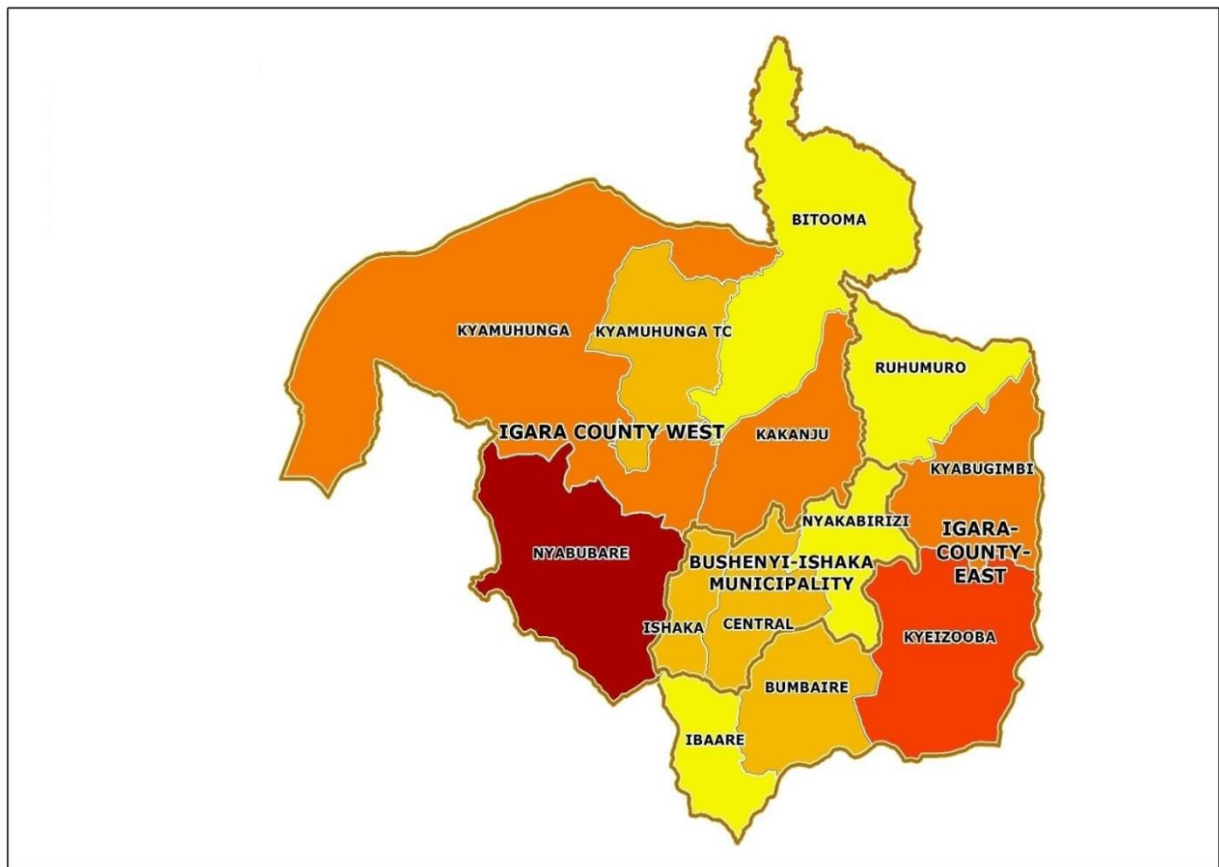 BITOOMA
KYAMUHUNGA
KYAMUHUNGA TC
RUHUMURO
IGARA COUNTY WEST
KAKANJU
KYABUGIMBI
NYAKABIRIZI
IGARA-
COUNTY-
EAST
NYABUBARE
BUSHENYI-ISHAKA
MUNICIPALITY
ISHAKA
CENTRAL
KYEIZOOBA
BUMBAIRE
IBAARE